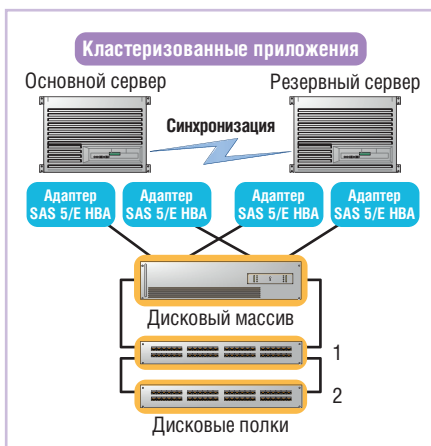 Кластеризованные приложения
Основной сервер
Резервный сервер
Синхронизация
Адаптер
SAS 5/E HBA
Адаптер
SAS 5/E HBA
Адаптер
SAS 5/E HBA
Адаптер
SAS 5/E HBA
Дисковый массив
1
2
Дисковые полки